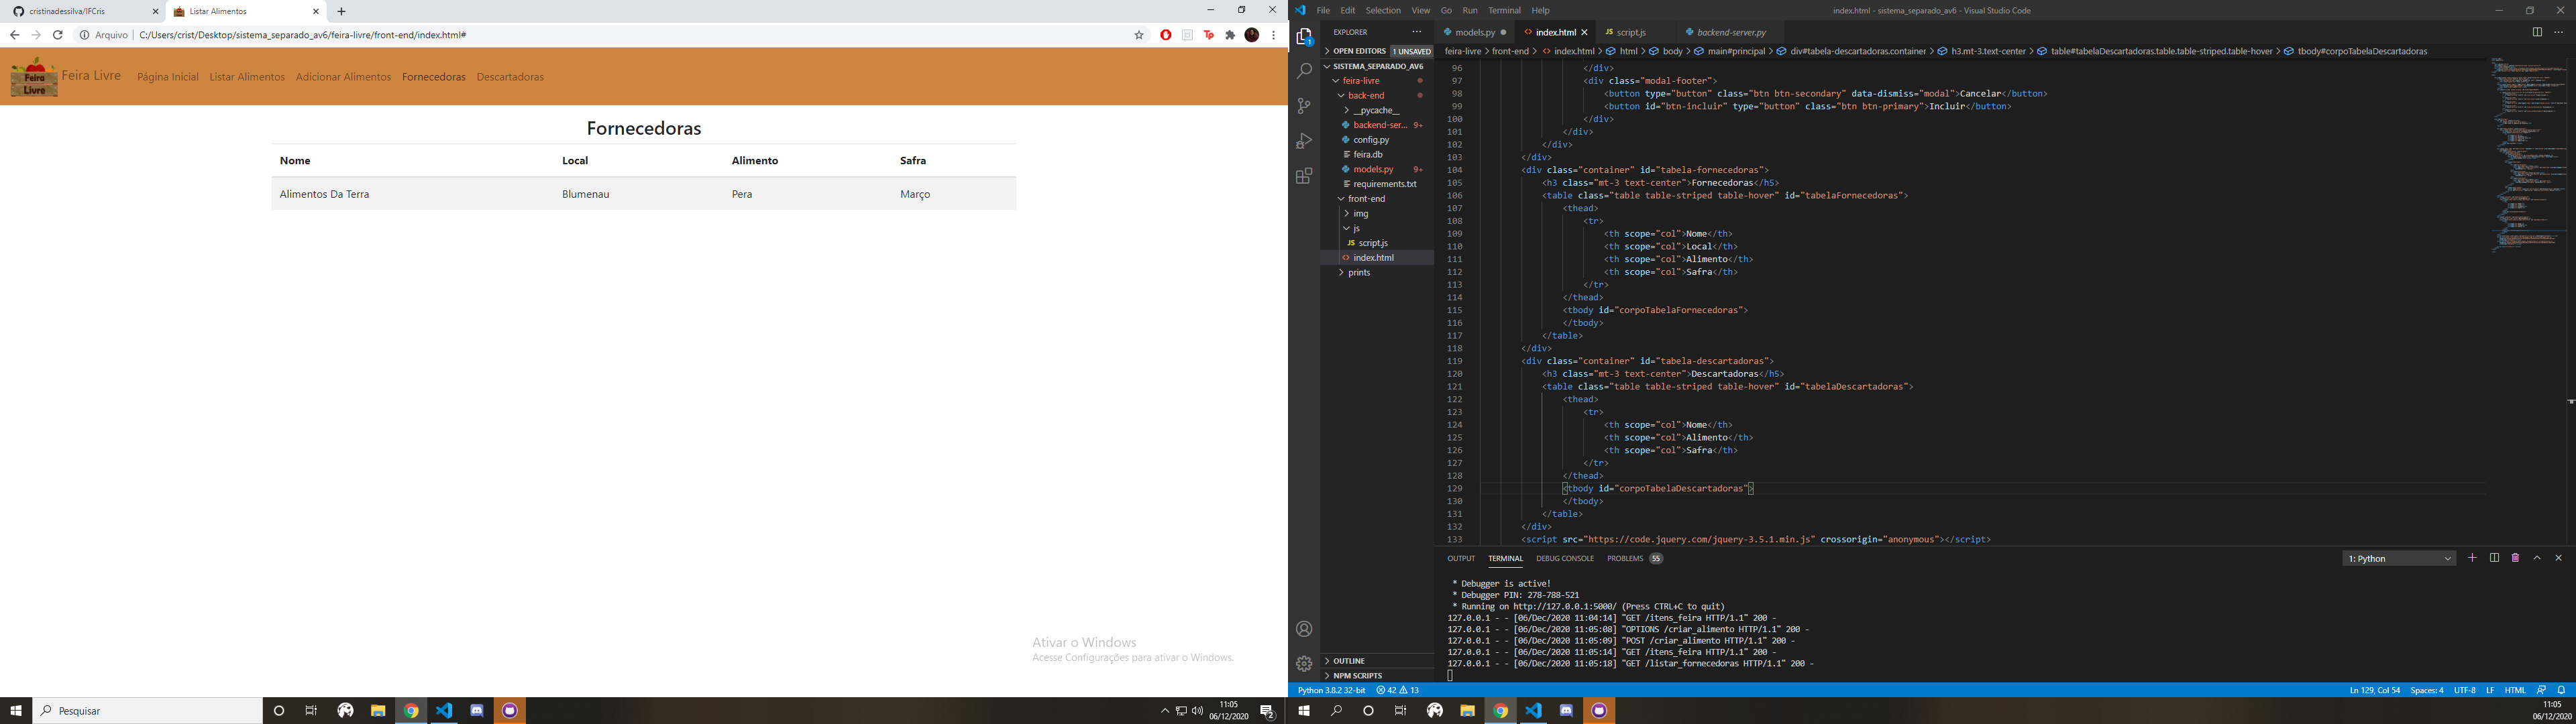 cristinadessilva/IFCris
Listar Alimentos
Arquivo | C:/Users/crist/Desktop/sistema_separado_av6/feira-livre/front-end/index.html#
Feira Livre
Feira Livre Página Inicial Listar Alimentos Adicionar Alimentos Fornecedoras Descartadoras
Fornecedoras
Nome Local Alimento Safra
Alimentos Da Terra Blumenau Pera Março
Ativar o Windows
Acesse Configurações para ativar o Windows.
Pesquisar
11:05
06/12/2020
2
File Edit Selection View Go Run Terminal Help
index.html - sistema_separado_av6 - Visual Studio Code
EXPLORER
OPEN EDITORS 1 UNSAVED
SISTEMA_SEPARADO_AV6
feira-livre
back-end
__pycache__
backend-ser... 9+
config.py
feira.db
models.py 9+
requirements.txt
front-end
img
js
script.js
index.html
prints
OUTLINE
NPM SCRIPTS
models.py index.html script.js backend-server.py
feira-livre > front-end > index.html > html > body > main#principal > div#tabela-descartadoras.container > h3.mt-3.text-center > table#tabelaDescartadoras.table.table-striped.table-hover > tbody#corpoTabelaDescartadoras
96 </div>
97 <div class="modal-footer">
98 <button type="button" class="btn btn-secondary" data-dismiss="modal">Cancelar</button>
99 <button id="btn-incluir" type="button" class="btn btn-primary">Incluir</button>
100 </div>
101 </div>
102 </div>
103 </div>
104 <div class="container" id="tabela-fornecedoras">
105 <h3 class="mt-3 text-center">Fornecedoras</h5>
106 <table class="table table-striped table-hover" id="tabelaFornecedoras">
107 <thead>
108 <tr>
109 <th scope="col">Nome</th>
110 <th scope="col">Local</th>
111 <th scope="col">Alimento</th>
112 <th scope="col">Safra</th>
113 </tr>
114 </thead>
115 <tbody id="corpoTabelaFornecedoras">
116 </tbody>
117 </table>
118 </div>
119 <div class="container" id="tabela-descartadoras">
120 <h3 class="mt-3 text-center">Descartadoras</h5>
121 <table class="table table-striped table-hover" id="tabelaDescartadoras">
122 <thead>
123 <tr>
124 <th scope="col">Nome</th>
125 <th scope="col">Alimento</th>
126 <th scope="col">Safra</th>
127 </tr>
128 </thead>
129 <tbody id="corpoTabelaDescartadoras">
130 </tbody>
131 </table>
132 </div>
133 <script src="https://code.jquery.com/jquery-3.5.1.min.js" crossorigin="anonymous"></script>
OUTPUT TERMINAL DEBUG CONSOLE PROBLEMS 55
1: Python
* Debugger is active!
* Debugger PIN: 278-788-521
* Running on http://127.0.0.1:5000/ (Press CTRL+C to quit)
127.0.0.1 - - [06/Dec/2020 11:04:14] "GET /itens_feira HTTP/1.1" 200 -
127.0.0.1 - - [06/Dec/2020 11:05:08] "OPTIONS /criar_alimento HTTP/1.1" 200 -
127.0.0.1 - - [06/Dec/2020 11:05:09] "POST /criar_alimento HTTP/1.1" 200 -
127.0.0.1 - - [06/Dec/2020 11:05:14] "GET /itens_feira HTTP/1.1" 200 -
127.0.0.1 - - [06/Dec/2020 11:05:18] "GET /listar_fornecedoras HTTP/1.1" 200 -
Python 3.8.2 32-bit 42 13
Ln 129, Col 54 Spaces: 4 UTF-8 LF HTML
11:05
06/12/2020